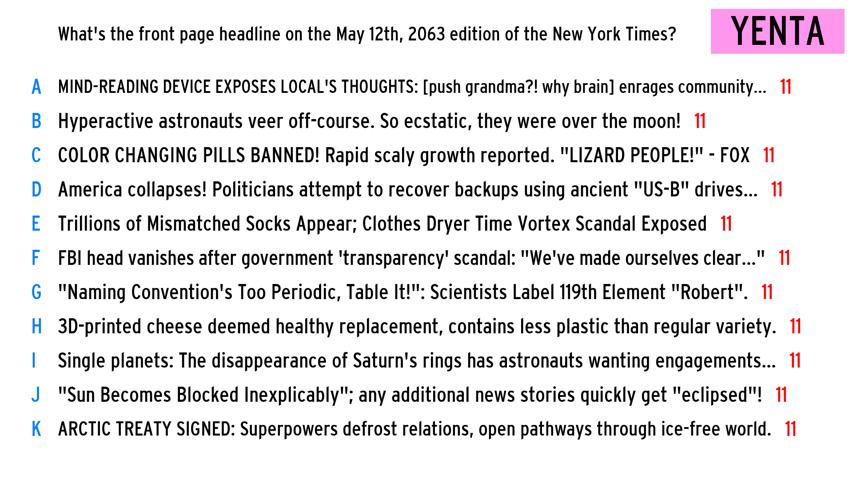 What's the front page headline on the May 12th, 2063 edition of the New York Times?
YENTA
A MIND-READING DEVICE EXPOSES LOCAL'S THOUGHTS: [push grandma?! why brain] enrages community... 11
B Hyperactive astronauts veer off-course. So ecstatic, they were over the moon! 11
C COLOR CHANGING PILLS BANNED! Rapid scaly growth reported. "LIZARD PEOPLE!" - FOX 11
D America collapses! Politicians attempt to recover backups using ancient "US-B" drives... 11
E Trillions of Mismatched Socks Appear; Clothes Dryer Time Vortex Scandal Exposed 11
F FBI head vanishes after government 'transparency' scandal: "We've made ourselves clear..." 11
G "Naming Convention's Too Periodic, Table It!": Scientists Label 119th Element "Robert". 11
H 3D-printed cheese deemed healthy replacement, contains less plastic than regular variety. 11
I Single planets: The disappearance of Saturn's rings has astronauts wanting engagements... 11
J "Sun Becomes Blocked Inexplicably"; any additional news stories quickly get "eclipsed"! 11
K ARCTIC TREATY SIGNED: Superpowers defrost relations, open pathways through ice-free world. 11